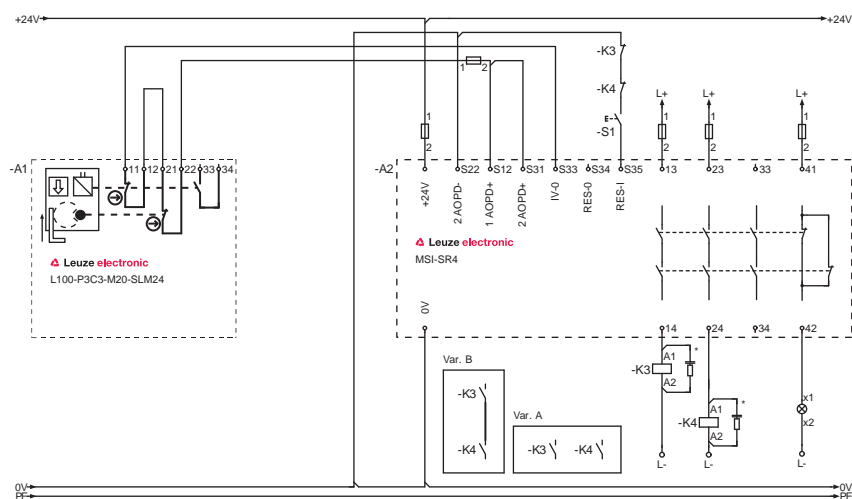 +24V +24V
-K3
1 2
-K4
L+ L+ L+
E-
-S1
1 1 1 1
2 2 2 2
-A1 11 12 21 22 33 34
-A2 S22 S12 S31 S33 S34 S35 13 23 33 41
+24V
2 AOPD-
1 AOPD+
2 AOPD+
IV-0
RES-0
RES-I
Leuze electronic
L100-P3C3-M20-SLM24
Leuze electronic
MSI-SR4
0V
14 24 34 42
Var. B
-K3
-K4
Var. A
-K3 -K4
-K3 A1 *
A2
-K4 A1 *
A2
x1
x2
L- L- L-
0V 0V
PE PE